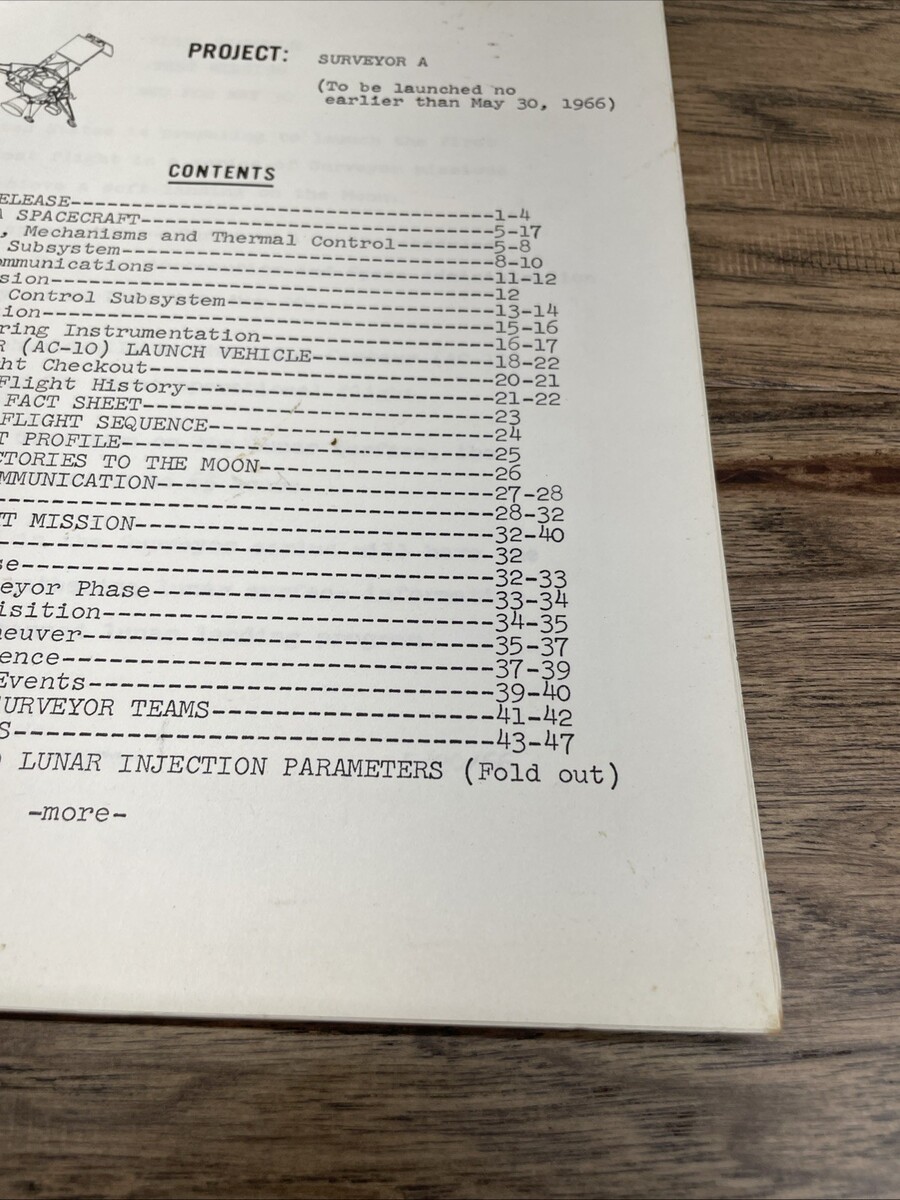 PROJECT: SURVEYOR A
(To be launched no
earlier than May 30, 1966)
CONTENTS
ELEASE-----------------------------------1-4
A SPACECRAFT-----------------------------5-17
, Mechanisms and Thermal Control-------5-8
Subsystem------------------------------8-10
ommunications----------------------------11-12
sion-------------------------------------12
Control Subsystem----------------------13-14
ion--------------------------------------15-16
ring Instrumentation---------------------16-17
R (AC-10) LAUNCH VEHICLE-----------------18-22
ht Checkout------------------------------20-21
Flight History---------------------------21-22
FACT SHEET-----------------------------23
FLIGHT SEQUENCE------------------------24
T PROFILE--------------------------------25
CTORIES TO THE MOON----------------------26
MMUNICATION------------------------------27-28
-----------------------------------------28-32
T MISSION--------------------------------32-40
-----------------------------------------32
se---------------------------------------32-33
eyor Phase-------------------------------33-34
isition----------------------------------34-35
neuver-----------------------------------35-37
ence-------------------------------------37-39
Events-----------------------------------39-40
SURVEYOR TEAMS---------------------------41-42
S----------------------------------------43-47
LUNAR INJECTION PARAMETERS (Fold out)
-more-